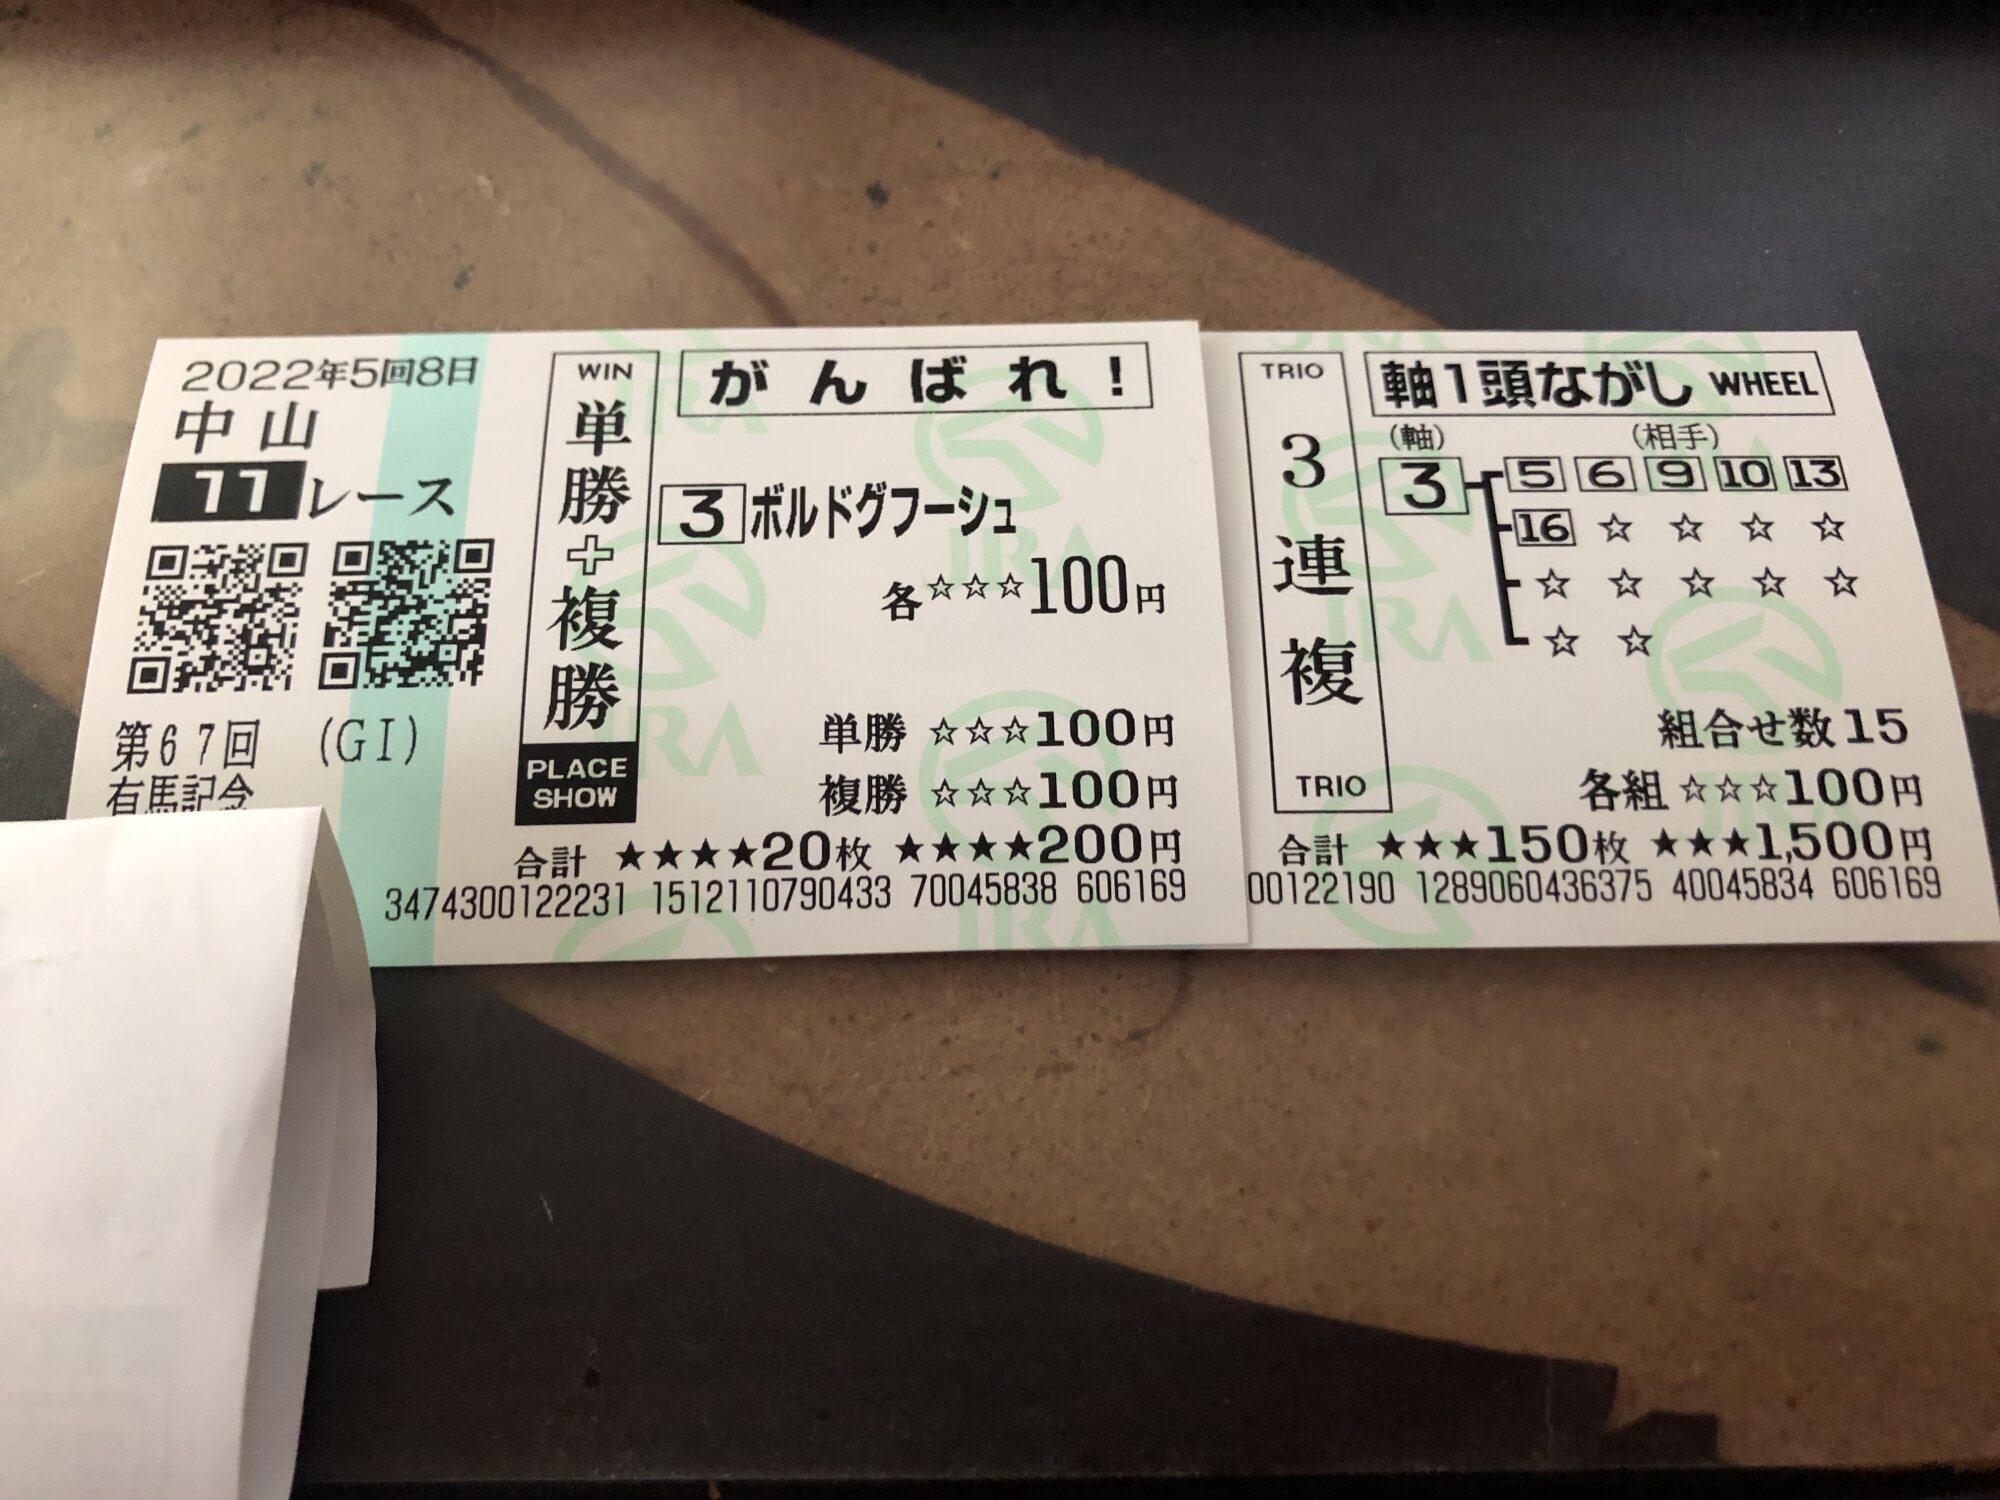 2022年5回8日
中山
11レース
第67回 (GI)
有馬記念
WIN
単勝+複勝
PLACE
SHOW
がんばれ!
3 ボルドグフーシュ
各☆☆☆100円
単勝 ☆☆☆100円
複勝 ☆☆☆100円
合計 ★★★★20枚 ★★★★200円
3474300122231 1512110790433 70045838 606169
JRA
TRIO
3連複
TRIO
軸1頭ながし WHEEL
(軸) (相手)
3 5 6 9 10 13
16 ☆ ☆ ☆ ☆
☆ ☆ ☆ ☆ ☆
☆ ☆
組合せ数15
各組 ☆☆☆100円
合計 ★★★150枚 ★★★1,500円
00122190 1289060436375 40045834 606169
JRA